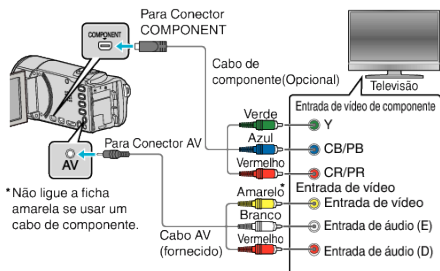 Para Conector
COMPONENT
COMPONENT
Cabo de
componente(Opcional)
Televisão
Entrada de vídeo de componente
Verde
Y
Azul
CB/PB
Vermelho
CR/PR
Para Conector AV
AV
Amarelo*
Entrada de vídeo
Entrada de vídeo
Branco
Entrada de áudio (E)
Vermelho
Entrada de áudio (D)
Cabo AV
(fornecido)
*Não ligue a ficha
amarela se usar um
cabo de componente.